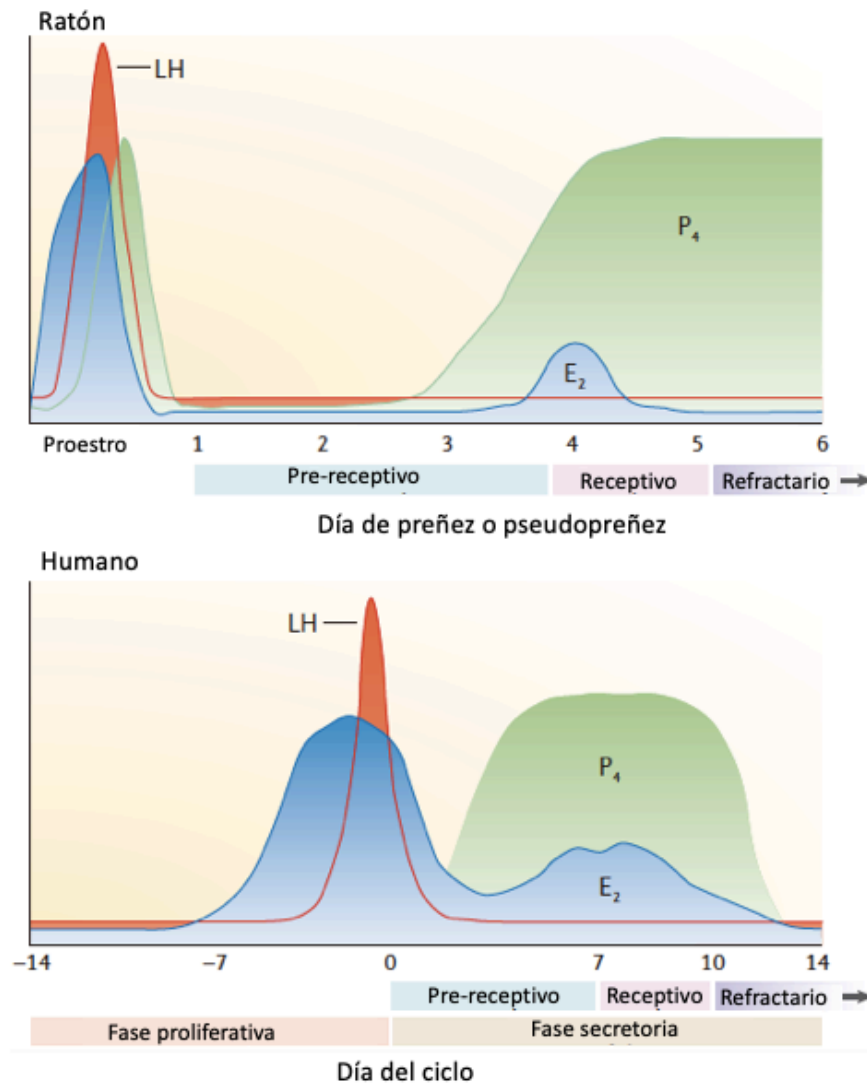 Ratón
LH
P4
E2
Proestro 1 2 3 4 5 6
Pre-receptivo Receptivo Refractario
Día de preñez o pseudopreñez
Humano
LH
P4
E2
−14 −7 0 7 10 14
Pre-receptivo Receptivo Refractario
Fase proliferativa Fase secretoria
Día del ciclo